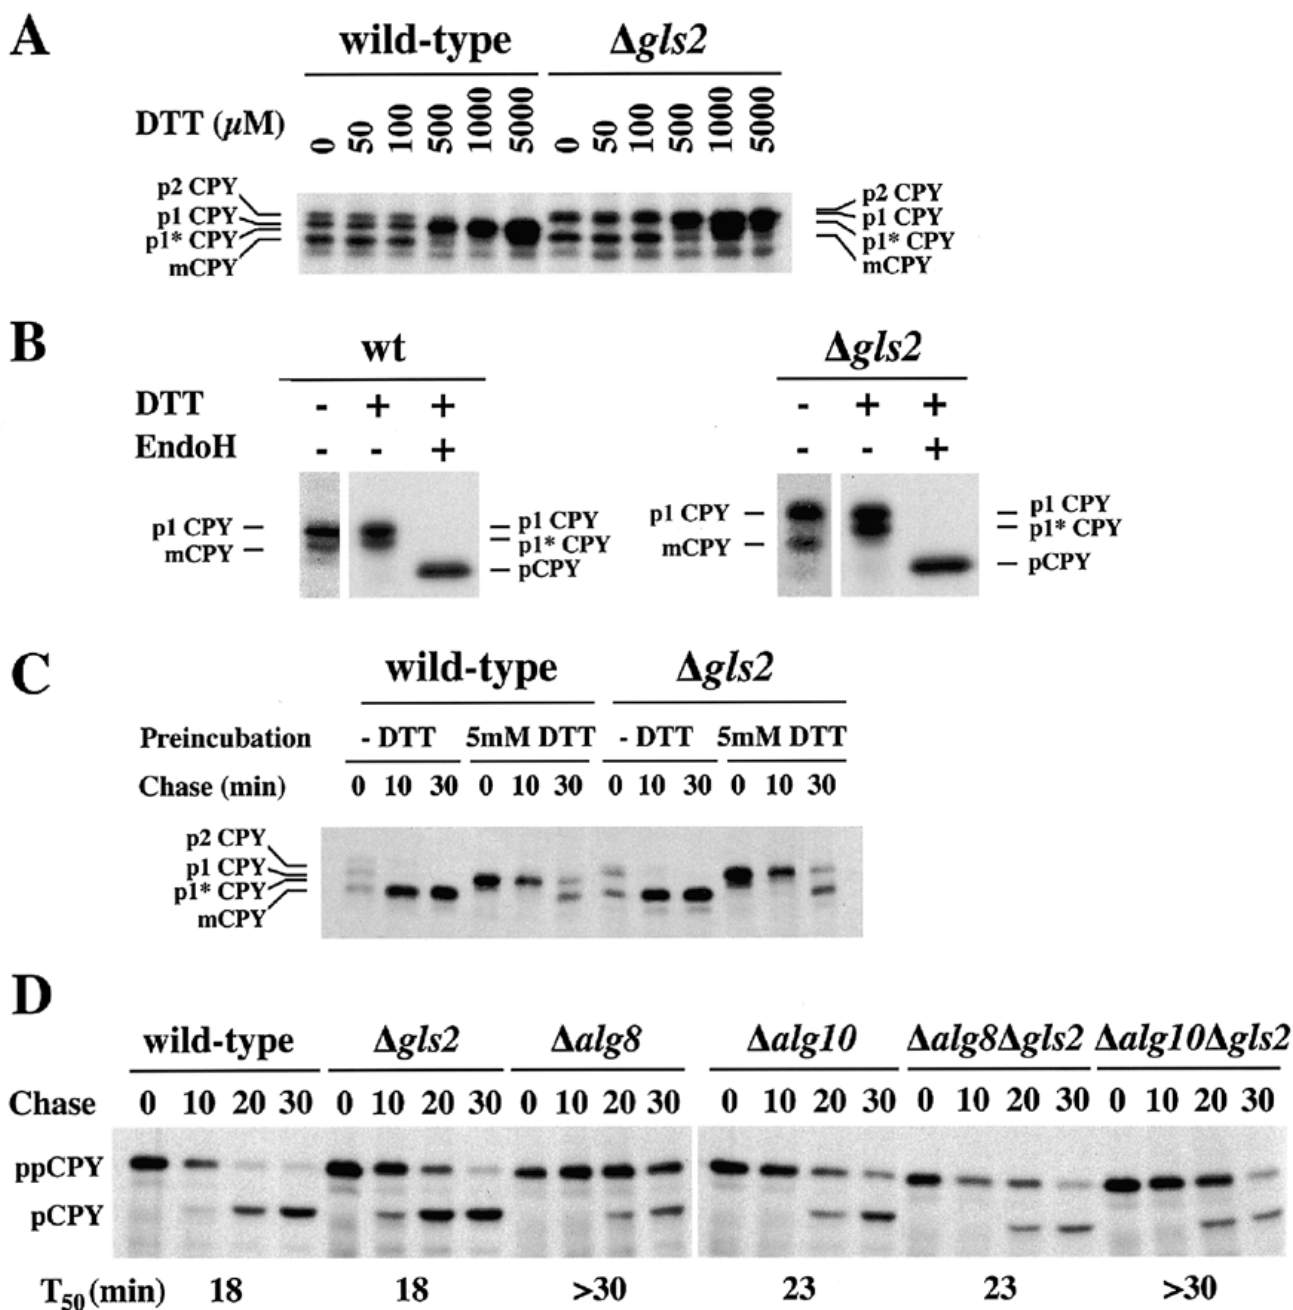 A
wild-type Δgls2
DTT (µM) 0 50 100 500 1000 5000 0 50 100 500 1000 5000
p2 CPY p2 CPY
p1 CPY p1 CPY
p1* CPY p1* CPY
mCPY mCPY
B
wt Δgls2
DTT - + + - + +
EndoH - - + - - +
p1 CPY p1 CPY p1 CPY p1 CPY
mCPY p1* CPY mCPY p1* CPY
pCPY pCPY
C
wild-type Δgls2
Preincubation - DTT 5mM DTT - DTT 5mM DTT
Chase (min) 0 10 30 0 10 30 0 10 30 0 10 30
p2 CPY
p1 CPY
p1* CPY
mCPY
D
wild-type Δgls2 Δalg8 Δalg10 Δalg8Δgls2 Δalg10Δgls2
Chase 0 10 20 30 0 10 20 30 0 10 20 30 0 10 20 30 0 10 20 30 0 10 20 30
ppCPY
pCPY
T50 (min) 18 18 >30 23 23 >30